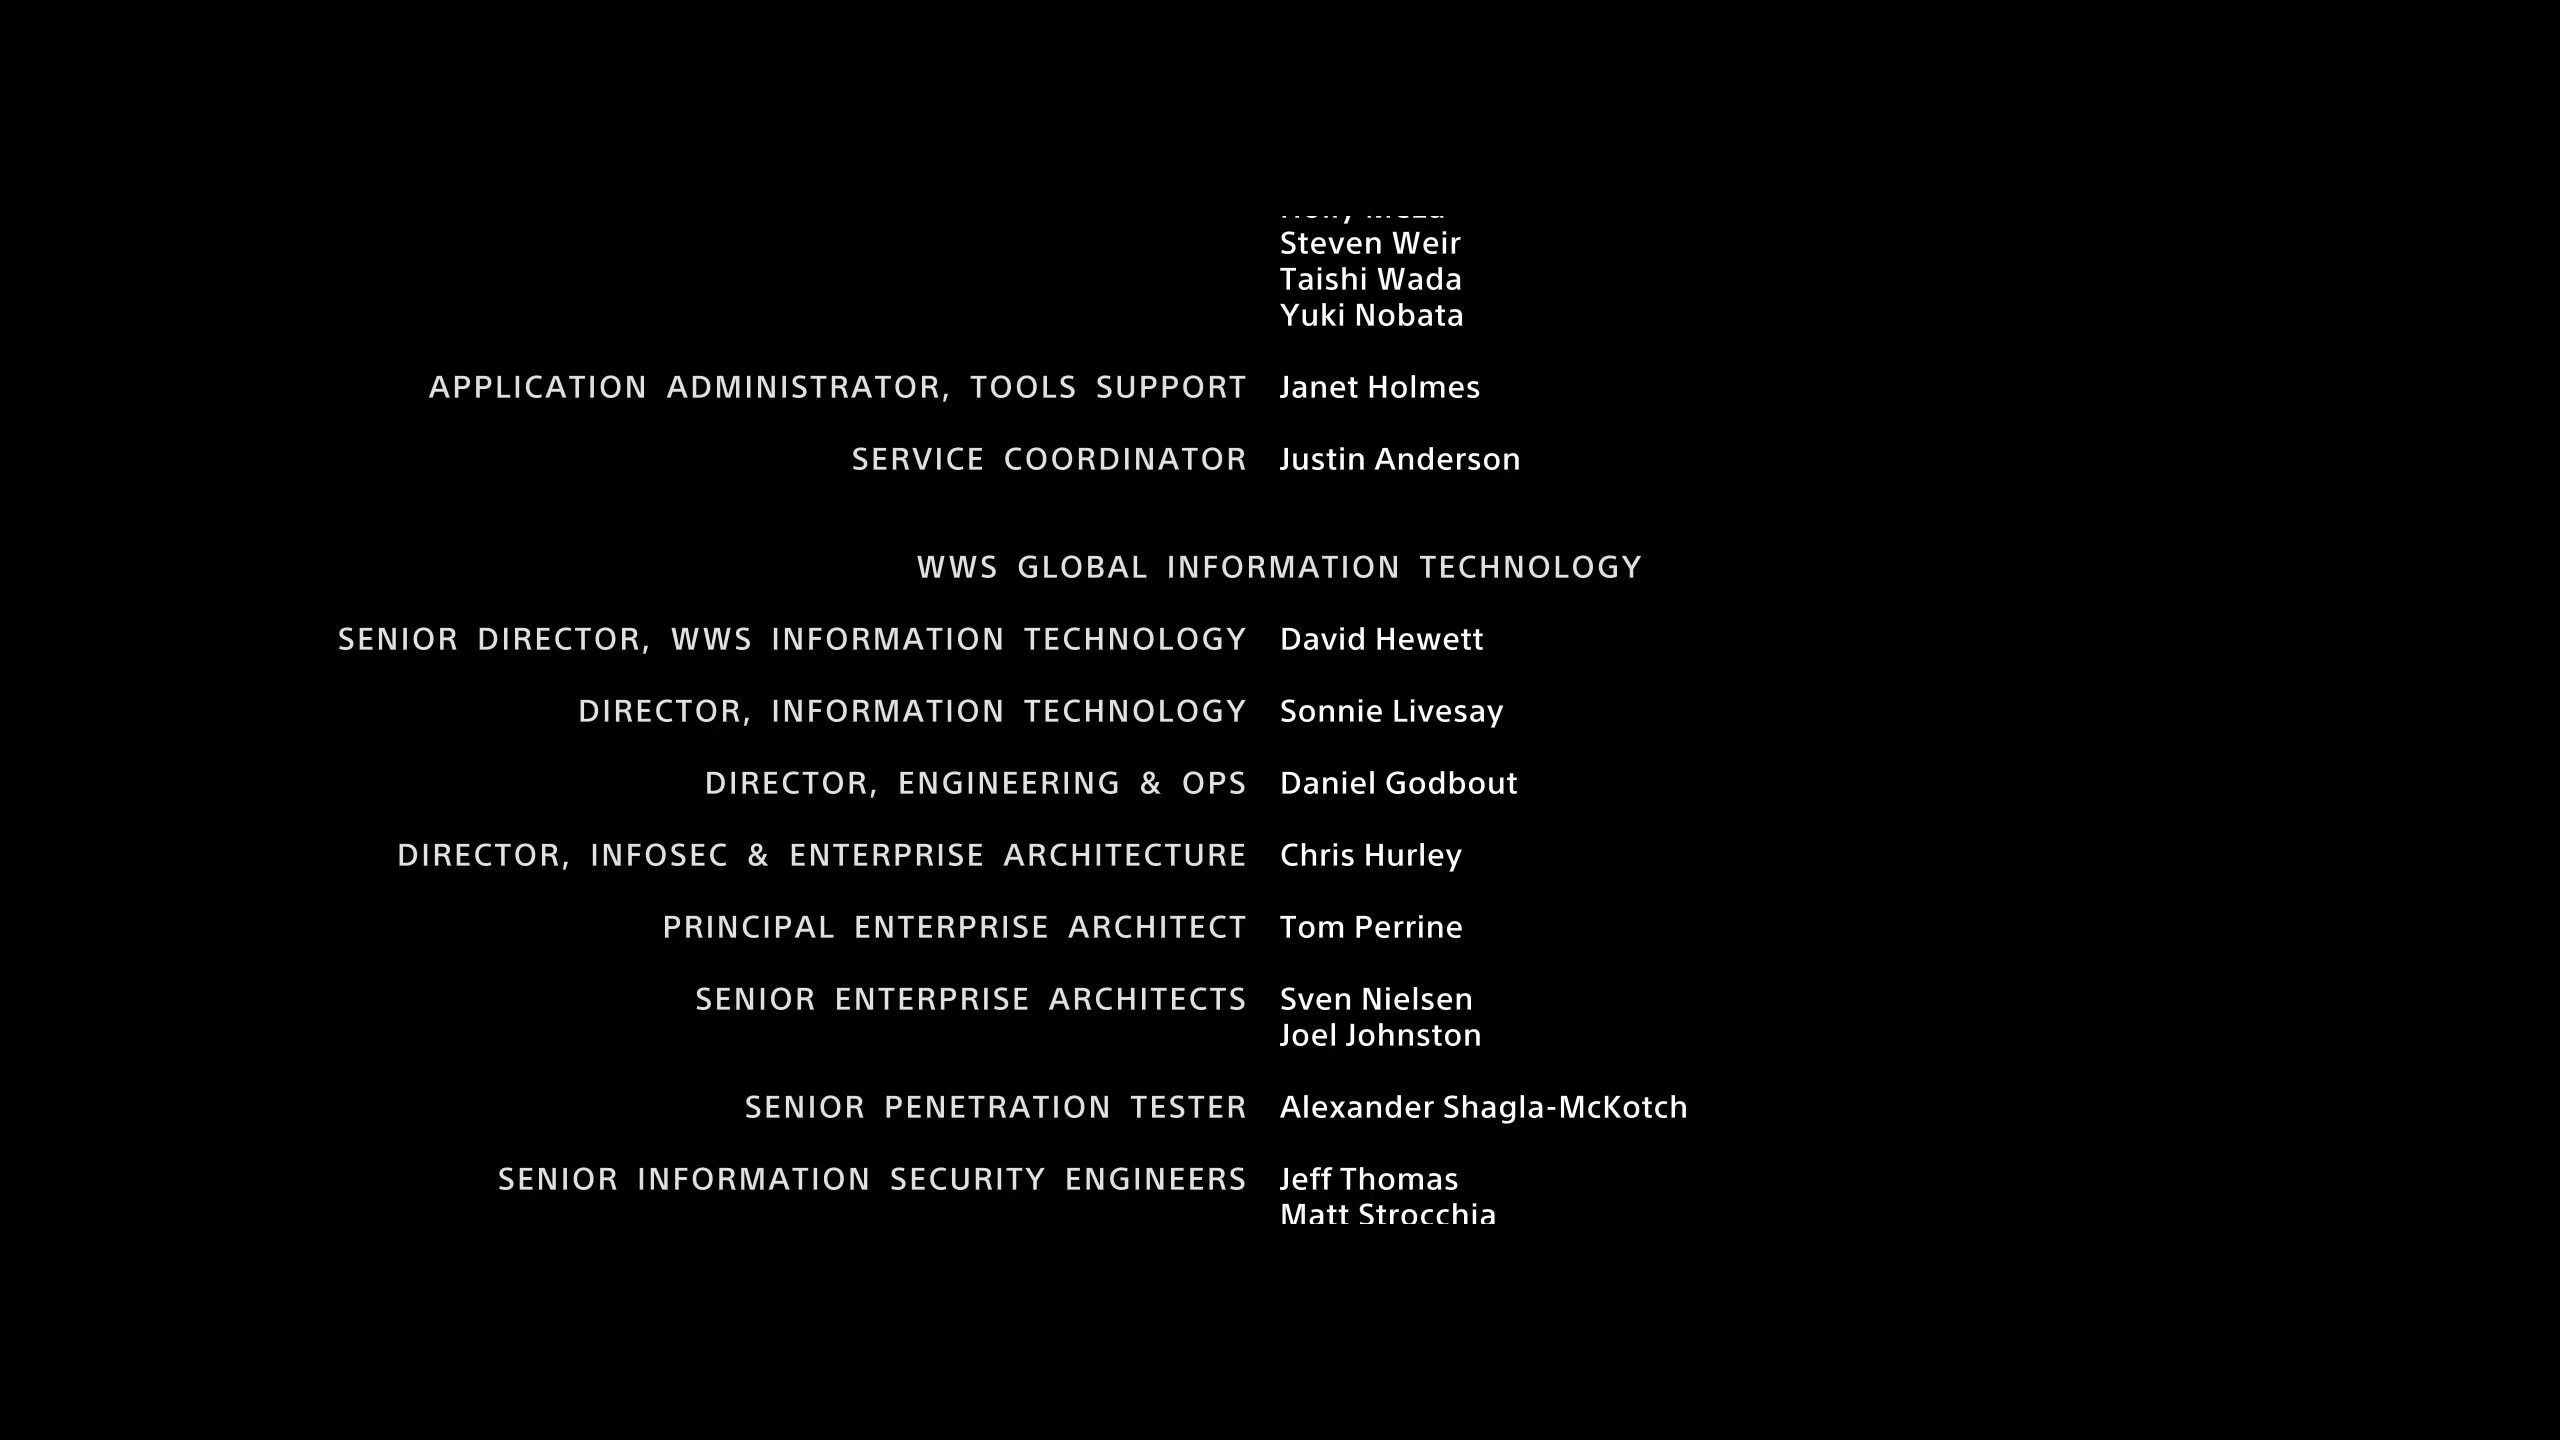 Steven Weir
Taishi Wada
Yuki Nobata
APPLICATION ADMINISTRATOR, TOOLS SUPPORT Janet Holmes
SERVICE COORDINATOR Justin Anderson
WWS GLOBAL INFORMATION TECHNOLOGY
SENIOR DIRECTOR, WWS INFORMATION TECHNOLOGY David Hewett
DIRECTOR, INFORMATION TECHNOLOGY Sonnie Livesay
DIRECTOR, ENGINEERING & OPS Daniel Godbout
DIRECTOR, INFOSEC & ENTERPRISE ARCHITECTURE Chris Hurley
PRINCIPAL ENTERPRISE ARCHITECT Tom Perrine
SENIOR ENTERPRISE ARCHITECTS Sven Nielsen
Joel Johnston
SENIOR PENETRATION TESTER Alexander Shagla-McKotch
SENIOR INFORMATION SECURITY ENGINEERS Jeff Thomas
Matt Strocchia